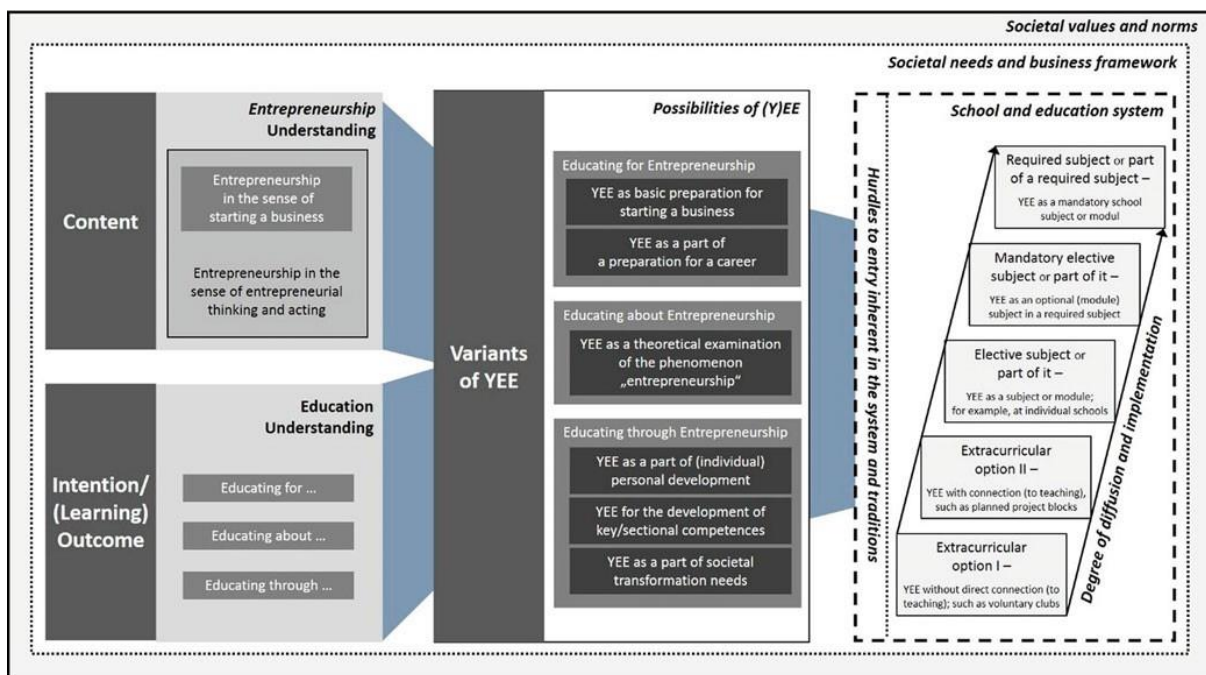 Societal values and norms
Societal needs and business framework
Content
Entrepreneurship
Understanding
Entrepreneurship
in the sense of
starting a business
Entrepreneurship in the
sense of entrepreneurial
thinking and acting
Intention/
(Learning)
Outcome
Education
Understanding
Educating for ...
Educating about ...
Educating through ...
Variants
of YEE
Possibilities of (Y)EE
Educating for Entrepreneurship
YEE as basic preparation for
starting a business
YEE as a part of
a preparation for a career
Educating about Entrepreneurship
YEE as a theoretical examination
of the phenomenon
„entrepreneurship“
Educating through Entrepreneurship
YEE as a part of (individual)
personal development
YEE for the development of
key/sectional competences
YEE as a part of societal
transformation needs
Hurdles to entry inherent in the system and traditions
School and education system
Required subject or part
of a required subject –
YEE as a mandatory school
subject or modul
Mandatory elective
subject or part of it –
YEE as an optional (module)
subject in a required subject
Elective subject or
part of it –
YEE as a subject or module;
for example, at individual schools
Extracurricular
option II –
YEE with connection (to teaching),
such as planned project blocks
Extracurricular
option I –
YEE without direct connection (to
teaching); such as voluntary clubs
Degree of diffusion and implementation